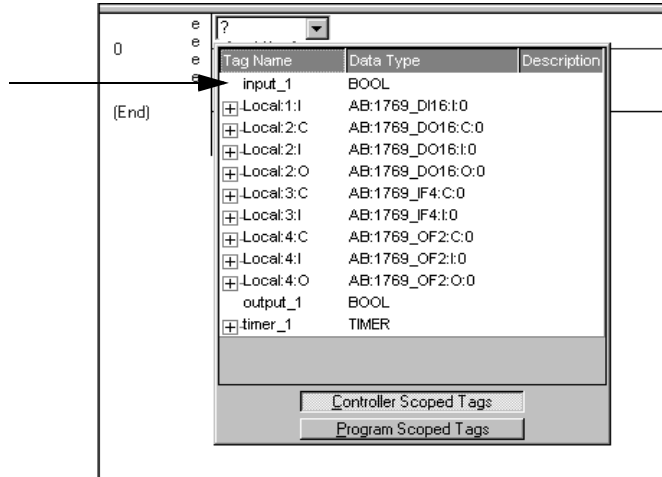 e
?
0
e
e
e
Tag Name Data Type Description
input_1 BOOL
Local:1:I AB:1769_DI16:I:0
Local:2:C AB:1769_DO16:C:0
Local:2:I AB:1769_DO16:I:0
Local:2:O AB:1769_DO16:O:0
Local:3:C AB:1769_IF4:C:0
Local:3:I AB:1769_IF4:I:0
Local:4:C AB:1769_OF2:C:0
Local:4:I AB:1769_OF2:I:0
Local:4:O AB:1769_OF2:O:0
output_1 BOOL
timer_1 TIMER
(End)
Controller Scoped Tags
Program Scoped Tags